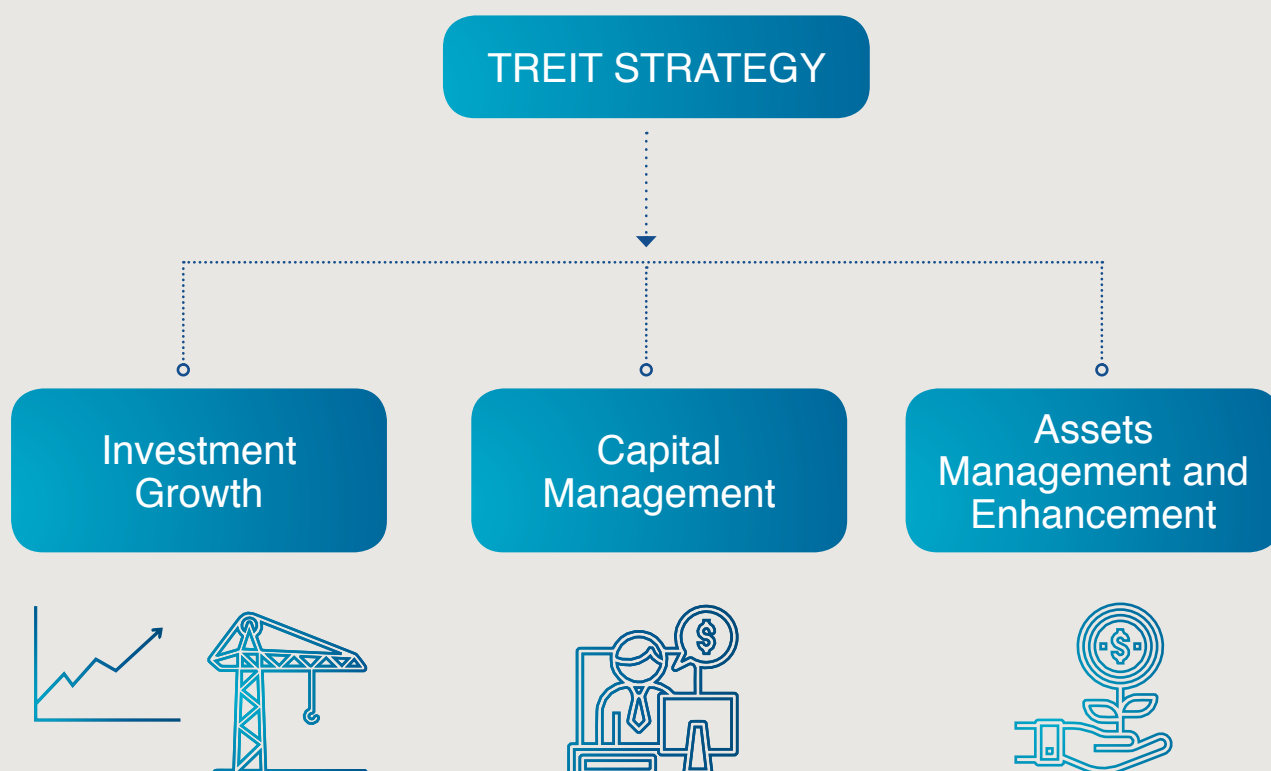 TREIT STRATEGY
Investment
Growth
Capital
Management
Assets
Management and
Enhancement
$
$